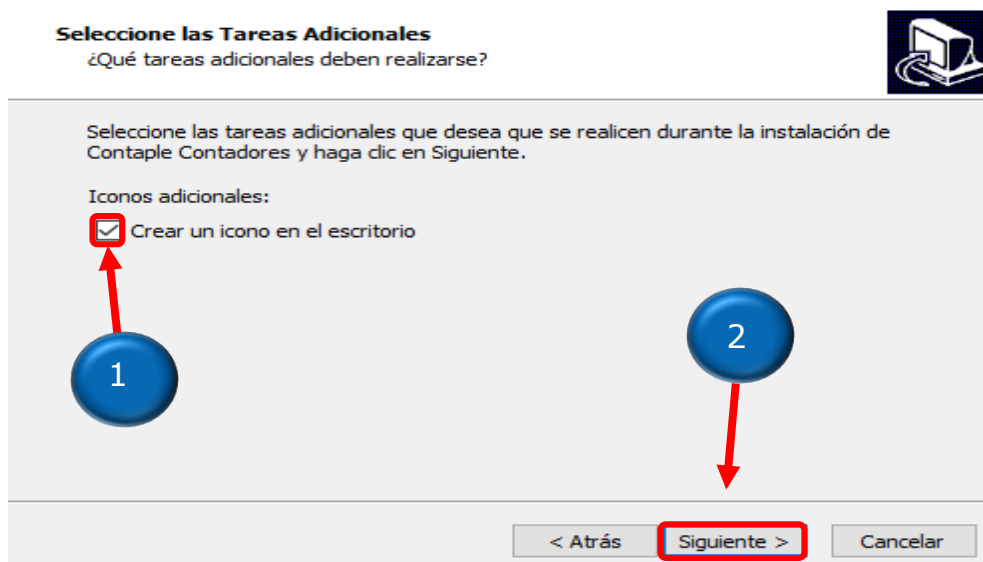 Seleccione las Tareas Adicionales
¿Qué tareas adicionales deben realizarse?
Seleccione las tareas adicionales que desea que se realicen durante la instalación de
Contaple Contadores y haga clic en Siguiente.
Iconos adicionales:
Crear un icono en el escritorio
1
2
< Atrás
Siguiente >
Cancelar